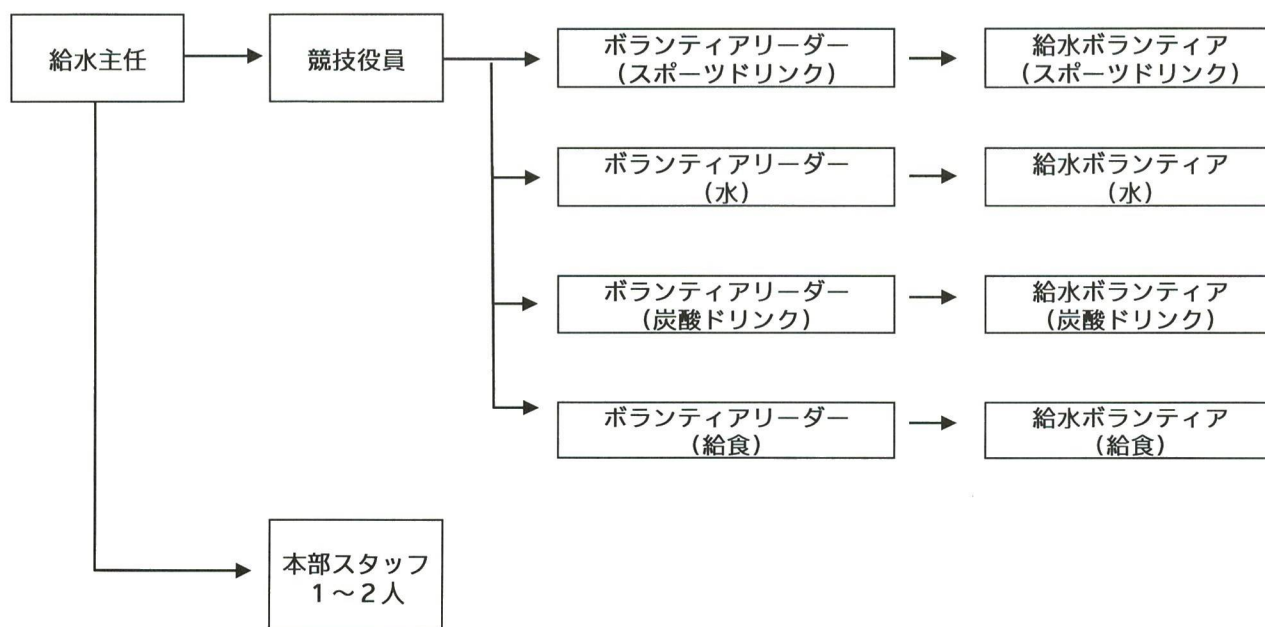 給水主任
競技役員
ボランティアリーダー
（スポーツドリンク）
給水ボランティア
（スポーツドリンク）
ボランティアリーダー
（水）
給水ボランティア
（水）
ボランティアリーダー
（炭酸ドリンク）
給水ボランティア
（炭酸ドリンク）
ボランティアリーダー
（給食）
給水ボランティア
（給食）
本部スタッフ
１～２人